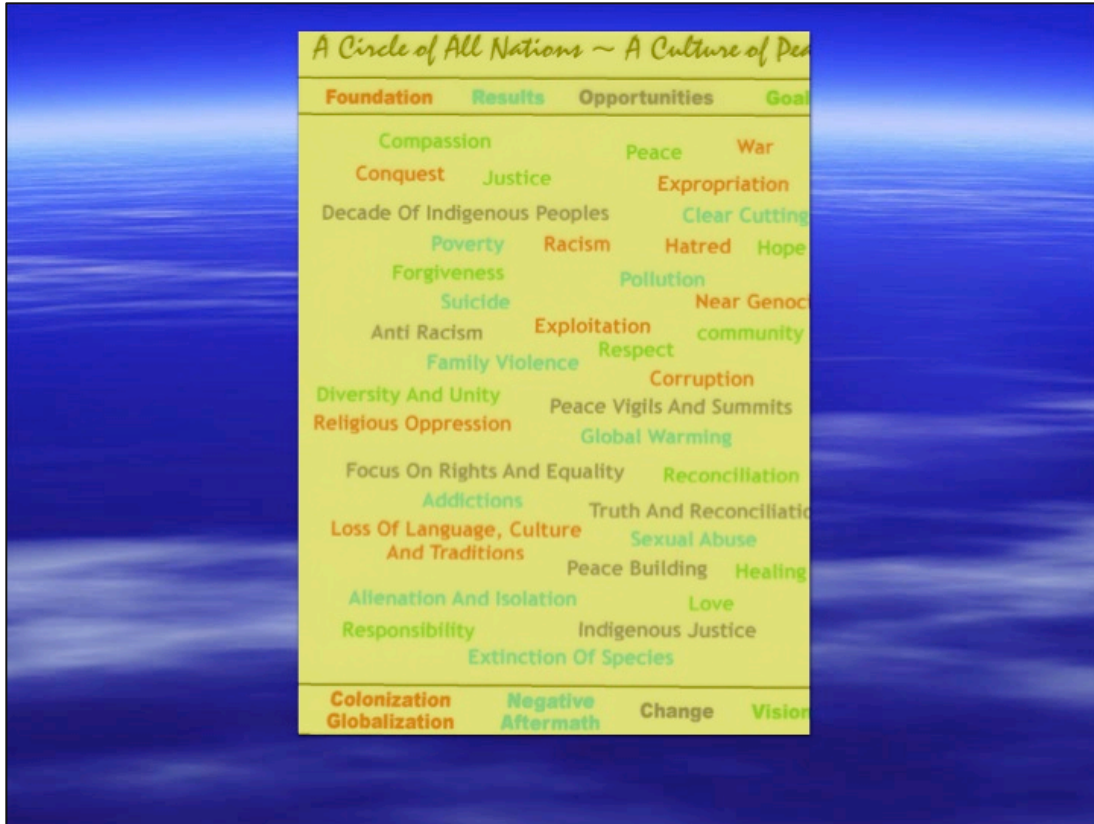 A Circle of All Nations ~ A Culture of Pea
Foundation Results Opportunities Goal
Compassion
Peace War
Conquest Justice Expropriation
Decade Of Indigenous Peoples Clear Cutting
Poverty Racism Hatred Hope
Forgiveness Pollution
Suicide Near Genoci
Anti Racism Exploitation community
Respect
Family Violence
Corruption
Diversity And Unity
Peace Vigils And Summits
Religious Oppression
Global Warming
Focus On Rights And Equality Reconciliation
Addictions
Truth And Reconciliatio
Loss Of Language, Culture
And Traditions
Sexual Abuse
Peace Building Healing
Alienation And Isolation Love
Responsibility Indigenous Justice
Extinction Of Species
Colonization Negative Change Vision
Globalization Aftermath